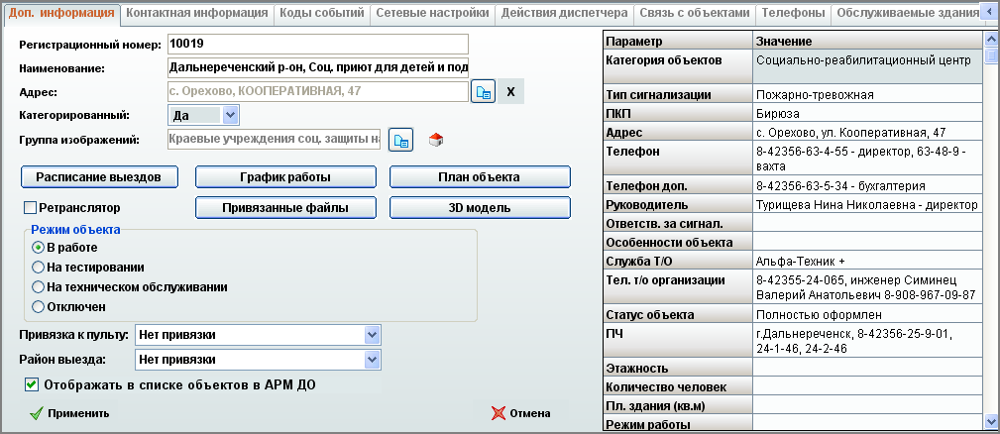 Доп. информация Контактная информация Коды событий Сетевые настройки Действия диспетчера Связь с объектами Телефоны Обслуживаемые здания
Регистрационный номер: 10019
Наименование: Дальнереченский р-он, Соц. приют для детей и под
Адрес: с. Орехово, КООПЕРАТИВНАЯ, 47 X
Категорированный: Да
Группа изображений: Краевые учреждения соц. защиты на
Расписание выездов График работы План объекта
Ретранслятор Привязанные файлы 3D модель
Режим объекта
В работе
На тестировании
На техническом обслуживании
Отключен
Привязка к пульту: Нет привязки
Район выезда: Нет привязки
Отображать в списке объектов в АРМ ДО
Применить Отмена
Параметр Значение
Категория объектов Социально-реабилитационный центр
Тип сигнализации Пожарно-тревожная
ПКП Бирюза
Адрес с. Орехово, ул. Кооперативная, 47
Телефон 8-42356-63-4-55 - директор, 63-48-9 -
вахта
Телефон доп. 8-42356-63-5-34 - бухгалтерия
Руководитель Турищева Нина Николаевна - директор
Ответств. за сигнал.
Особенности объекта
Служба Т/О Альфа-Техник +
Тел. т/о организации 8-42355-24-065, инженер Симинец
Валерий Анатольевич 8-908-967-09-87
Статус объекта Полностью оформлен
ПЧ г.Дальнереченск, 8-42356-25-9-01,
24-1-46, 24-2-46
Этажность
Количество человек
Пл. здания (кв.м)
Режим работы